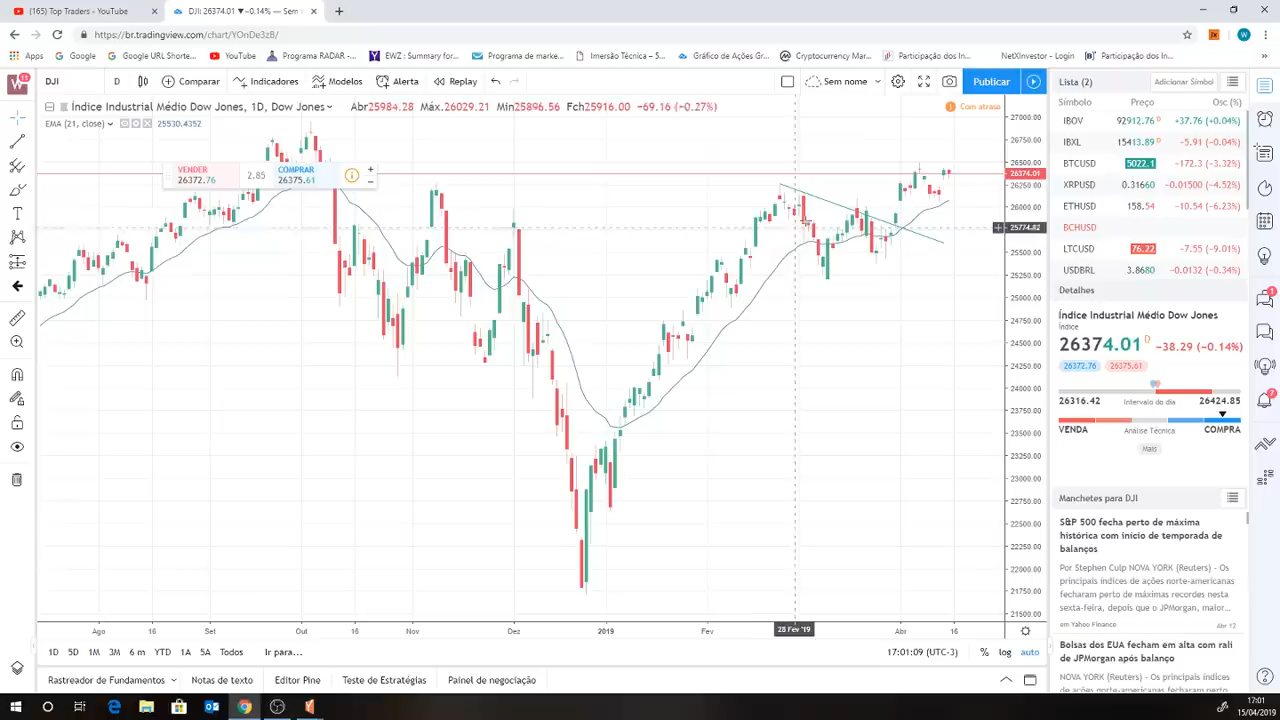 (165) Top Traders - YouTube
DJI: 26374.01 ▼−0.14% — Sem
https://br.tradingview.com/chart/YOnDe3zB/
Apps
Google
Google URL Shorte...
YouTube
Programa RADAR -...
EWZ : Summary for...
Programa de marke...
Imersão Técnica – 5...
Gráfico de Ações Gr...
Cryptocurrency Mar...
Participação dos In...
NetXInvestor - Login
Participação dos In...
11
DJI
D
Comparar
Indicadores
Modelos
Alerta
Replay
Sem nome
Publicar
Índice Industrial Médio Dow Jones, 1D, Dow Jones
Abr25984.28 Máx.26029.21 Mín25896.56 Fch25916.00 −69.16 (−0.27%)
Com atraso
EMA (21, close)
25530.4352
VENDER
26372.76
2.85
COMPRAR
26375.61
27000.00
26500.00
26374.01
26250.00
26000.00
25774.82
25500.00
25250.00
25000.00
24750.00
24500.00
24250.00
24000.00
23750.00
23500.00
23250.00
23000.00
22750.00
22500.00
22250.00
22000.00
21750.00
21500.00
Ago
16
Set
Out
16
Nov
Dez
16
2019
Fev
28 Fev '19
Abr
16
1D 5D 1M 3M 6 m YTD 1A 5A Todos
Ir para...
17:01:09 (UTC-3)
%
log
auto
Rastreador de Fundamentos
Notas de texto
Editor Pine
Teste de Estratégias
Painel de negociação
Lista (2)
Adicionar Símbol
Símbolo Preço Osc (%)
IBOV 92912.76 D +37.76 (+0.04%)
IBXL 15413.89 D −5.91 (−0.04%)
BTCUSD 5022.1 −172.3 (−3.32%)
XRPUSD 0.31660 −0.01500 (−4.52%)
ETHUSD 158.54 −10.54 (−6.23%)
BCHUSD
LTCUSD 76.22 −7.55 (−9.01%)
USDBRL 3.8680 −0.0132 (−0.34%)
Detalhes
Índice Industrial Médio Dow Jones
Índice
26374.01 D −38.29 (−0.14%)
26372.76 26375.61
26316.42 Intervalo do dia 26424.85
VENDA Análise Técnica COMPRA
Mais
Manchetes para DJI
S&P 500 fecha perto de máxima
histórica com início de temporada de
balanços
Por Stephen Culp NOVA YORK (Reuters) - Os
principais índices de ações norte-americanas
fecharam perto de máximas recordes nesta
sexta-feira, depois que o JPMorgan, maior...
em Yahoo Finance
Abr 12
Bolsas dos EUA fecham em alta com rali
de JPMorgan após balanço
NOVA YORK (Reuters) - Os principais
índices de ações norte-americanas
1
7
17:01
15/04/2019